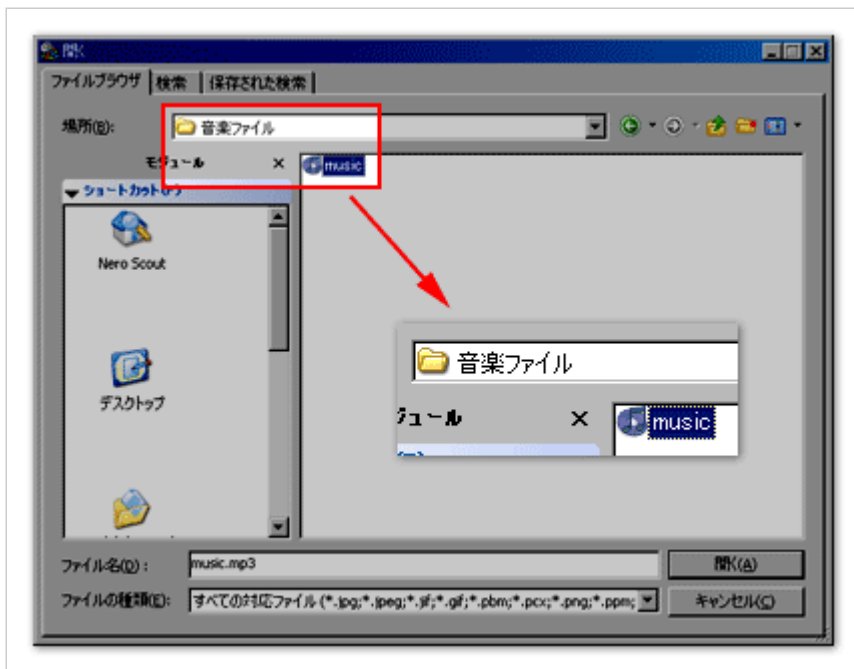 開く
ファイルブラウザ 検索 保存された検索
場所(B): 音楽ファイル
モジュール × music
ショートカット
Nero Scout
音楽ファイル
ジュール × music
デスクトップ
ファイル名(D): music.mp3 開く(A)
ファイルの種類(E): すべての対応ファイル (*.jpg;*.jpeg;*.jif;*.gif;*.pbm;*.pcx;*.png;*.ppm; キャンセル(C)